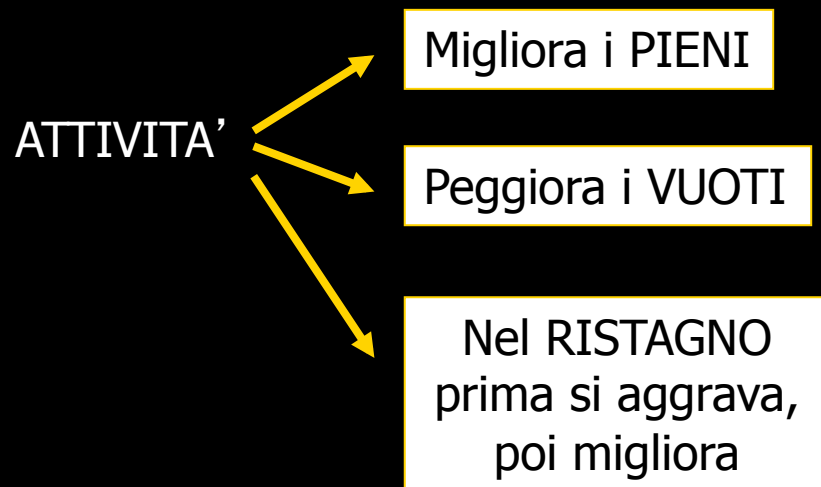 ATTIVITA’
Migliora i PIENI
Peggiora i VUOTI
Nel RISTAGNO
prima si aggrava,
poi migliora